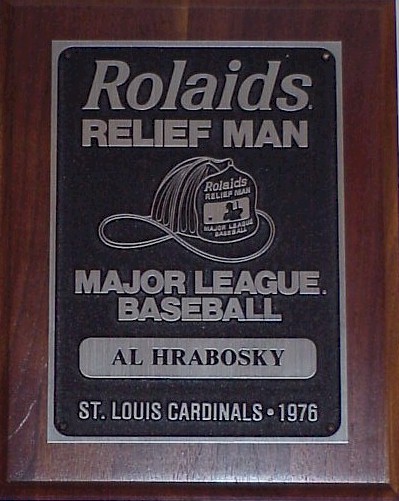 Rolaids.
RELIEF MAN
Rolaids
RELIEF MAN
MAJOR LEAGUE
BASEBALL
MAJOR LEAGUE.
BASEBALL
AL HRABOSKY
ST. LOUIS CARDINALS • 1976